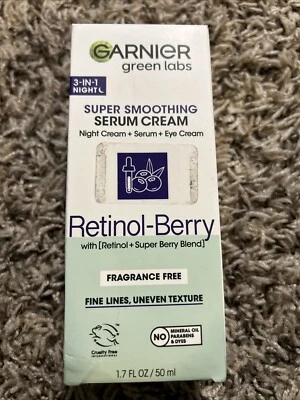 GARNIER
green labs
3-IN-1
NIGHT
SUPER SMOOTHING
SERUM CREAM
Night Cream + Serum + Eye Cream
Retinol-Berry
with [Retinol + Super Berry Blend]
FRAGRANCE FREE
FINE LINES, UNEVEN TEXTURE
Cruelty Free
INTERNATIONAL
NO
MINERAL OIL
PARABENS
& DYES
1.7 FL OZ / 50 ml